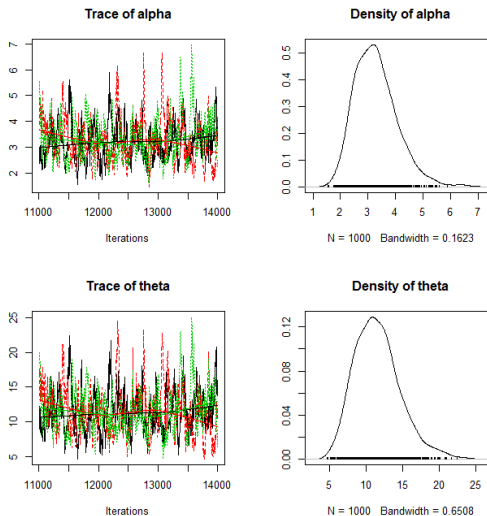 Trace of alpha
7
6
5
4
3
2
11000 12000 13000 14000
Iterations
Density of alpha
0.5
0.4
0.3
0.2
0.1
0.0
1 2 3 4 5 6 7
N = 1000 Bandwidth = 0.1623
Trace of theta
25
20
15
10
5
11000 12000 13000 14000
Iterations
Density of theta
0.12
0.08
0.04
0.00
5 10 15 20 25
N = 1000 Bandwidth = 0.6508